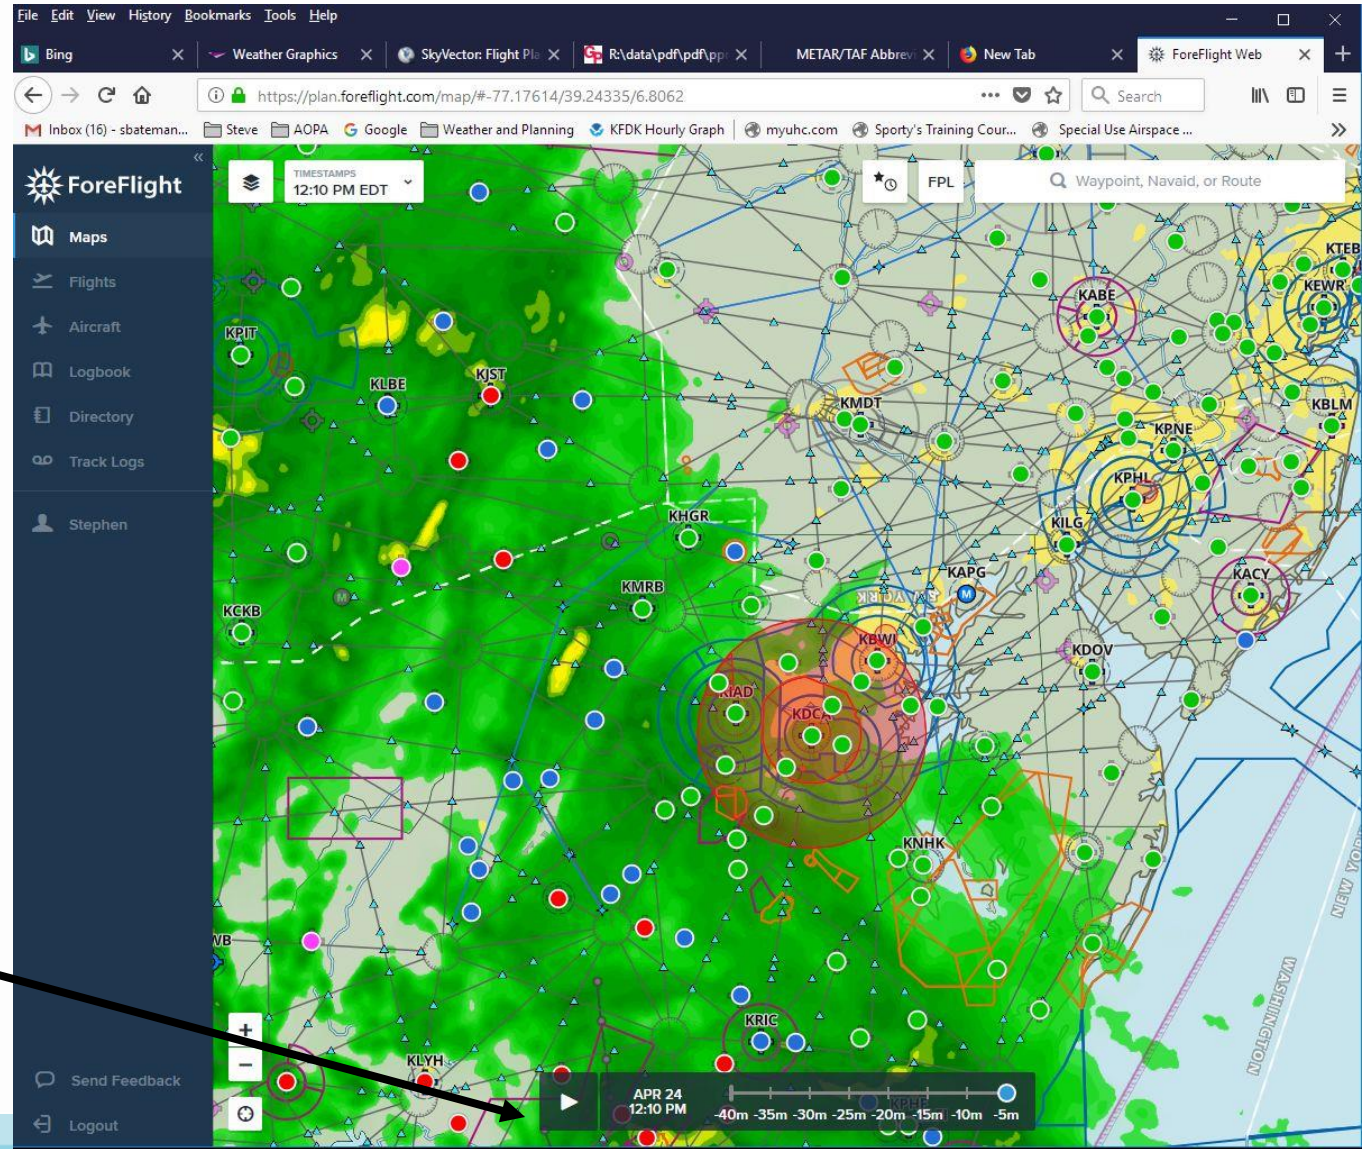 File Edit View History Bookmarks Tools Help
Bing
Weather Graphics
SkyVector: Flight Pla
R:\data\pdf\pdf\ppc
METAR/TAF Abbrevi
New Tab
ForeFlight Web
https://plan.foreflight.com/map/#-77.17614/39.24335/6.8062
Search
Inbox (16) - sbateman...
Steve
AOPA
Google
Weather and Planning
KFDK Hourly Graph
myuhc.com
Sporty's Training Cour...
Special Use Airspace ...
ForeFlight
Maps
Flights
Aircraft
Logbook
Directory
Track Logs
Stephen
Send Feedback
Logout
TIMESTAMPS
12:10 PM EDT
FPL
Waypoint, Navaid, or Route
KTEB
KEWR
KABE
KPIT
KLBE
KJST
KMDT
KBLM
KPNE
KPHL
KHGR
KILG
KAPG
KACY
KMRB
KCKB
M
M
KBWI
KDOV
KIAD
KDCA
KNHK
NEW YORK
WASHINGTON
WB
KRIC
KLYH
APR 24
12:10 PM
-40m -35m -30m -25m -20m -15m -10m -5m